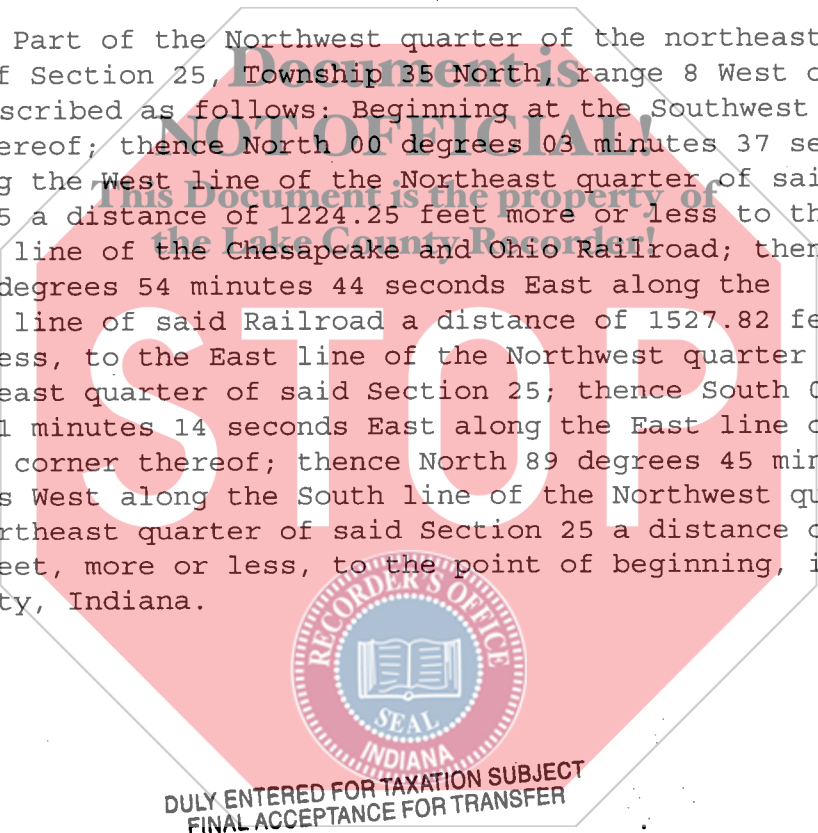 Part of the Northwest quarter of the northeast
f Section 25, Township 35 North, range 8 West o
scribed as follows: Beginning at the Southwest
ereof; thence North 00 degrees 03 minutes 37 se
g the West line of the Northeast quarter of sai
5 a distance of 1224.25 feet more or less to th
line of the Chesapeake and Ohio Railroad; then
degrees 54 minutes 44 seconds East along the
line of said Railroad a distance of 1527.82 fe
ess, to the East line of the Northwest quarter
east quarter of said Section 25; thence South 0
1 minutes 14 seconds East along the East line o
corner thereof; thence North 89 degrees 45 min
s West along the South line of the Northwest qu
rtheast quarter of said Section 25 a distance o
eet, more or less, to the point of beginning, i
ty, Indiana.
Document is
NOT OFFICIAL!
This Document is the property of
the Lake County Recorder!
STOP
RECORDER'S OFFICE
SEAL
INDIANA
DULY ENTERED FOR TAXATION SUBJECT
FINAL ACCEPTANCE FOR TRANSFER